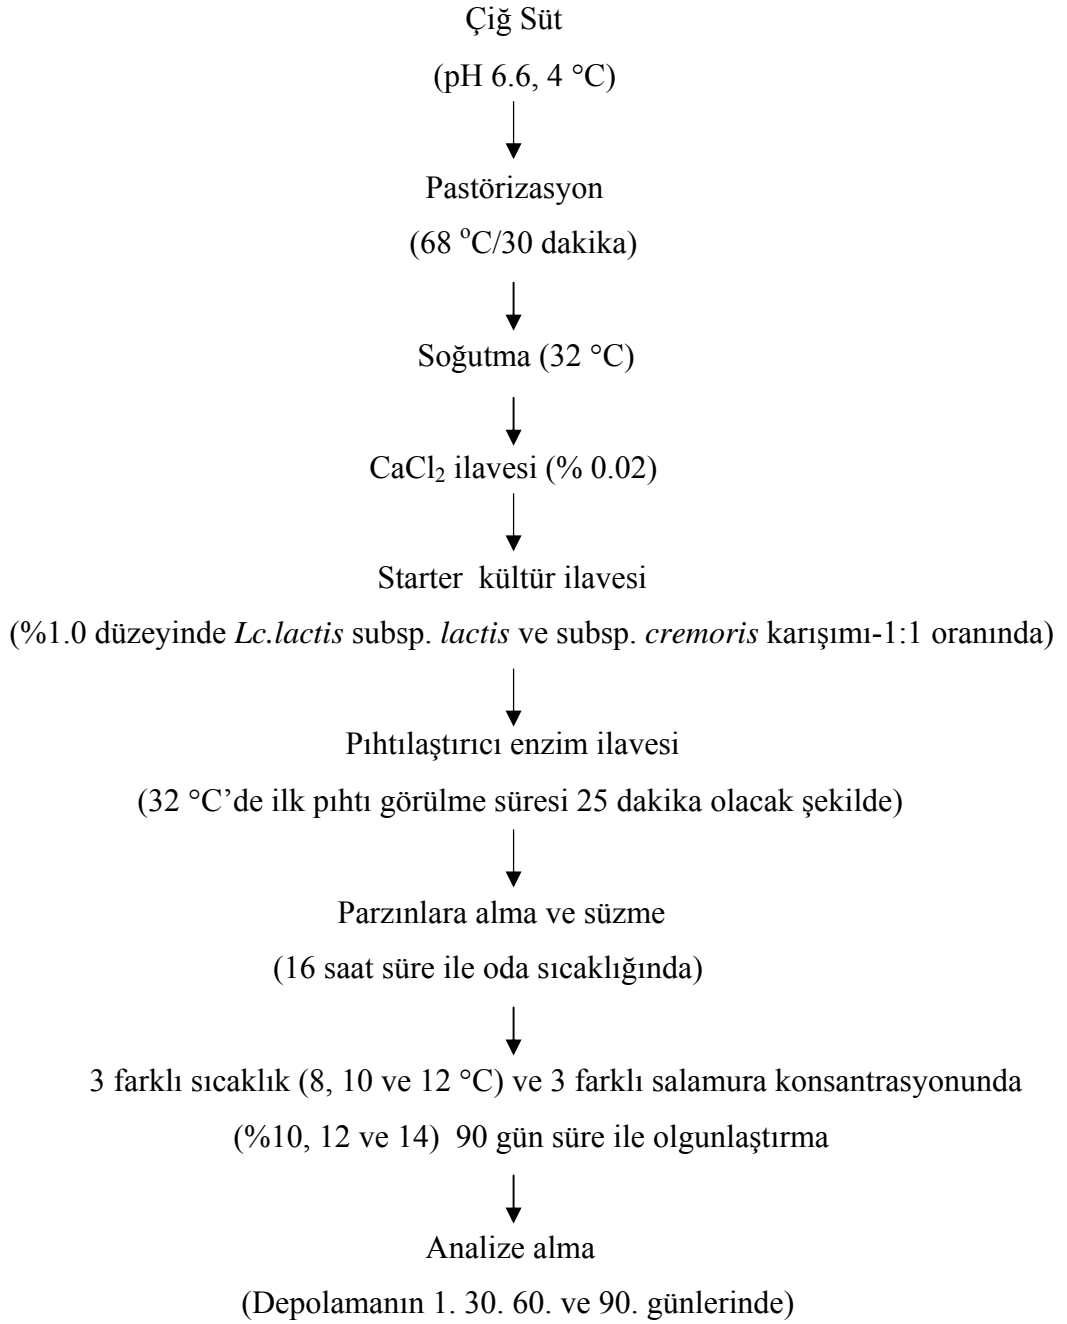 Çiğ Süt
(pH 6.6, 4 °C)
Pastörizasyon
(68 °C/30 dakika)
Soğutma (32 °C)
CaCl₂ ilavesi (% 0.02)
Starter kültür ilavesi
(%1.0 düzeyinde Lc.lactis subsp. lactis ve subsp. cremoris karışımı-1:1 oranında)
Pıhtılaştırıcı enzim ilavesi
(32 °C’de ilk pıhtı görülme süresi 25 dakika olacak şekilde)
Parzınlara alma ve süzme
(16 saat süre ile oda sıcaklığında)
3 farklı sıcaklık (8, 10 ve 12 °C) ve 3 farklı salamura konsantrasyonunda
(%10, 12 ve 14) 90 gün süre ile olgunlaştırma
Analize alma
(Depolamanın 1. 30. 60. ve 90. günlerinde)